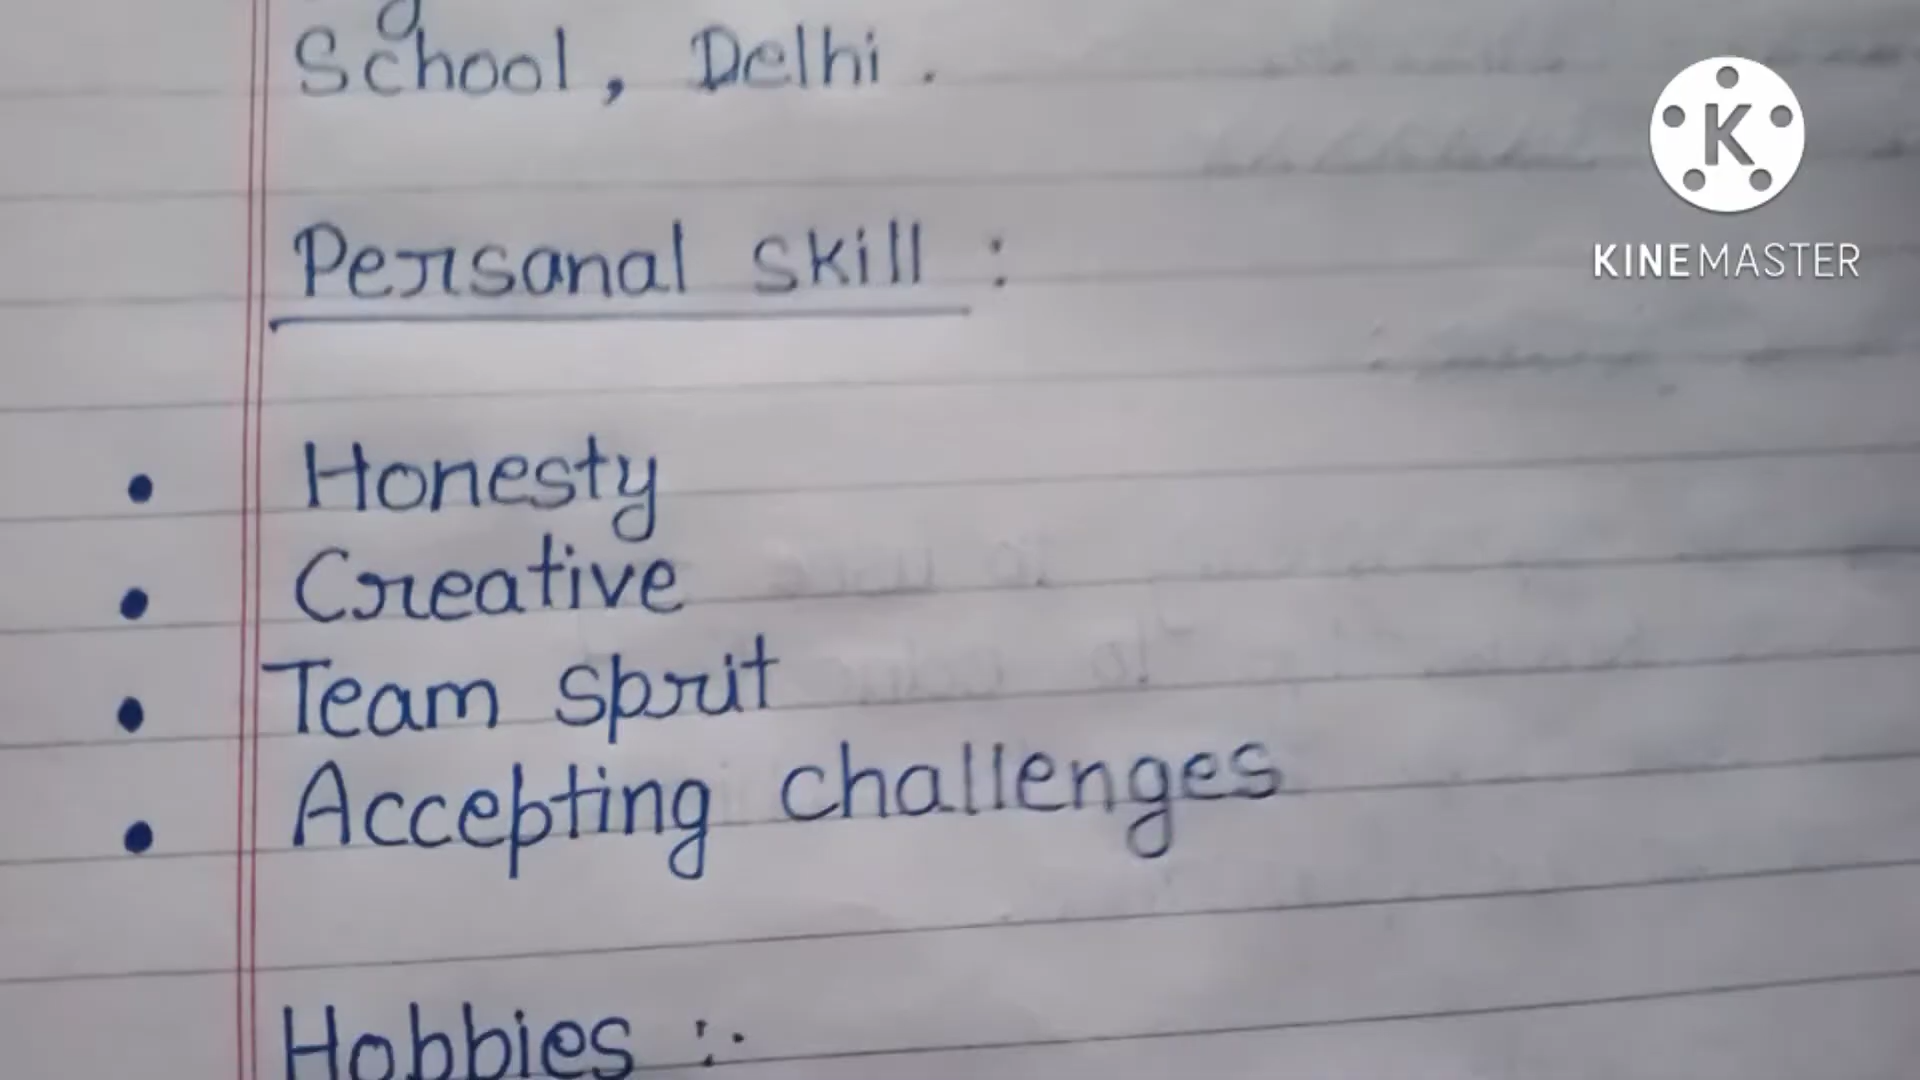 School, Delhi.
Persanal skill :
• Honesty
• Creative
• Team sprit
• Accepting challenges
Hobbies :-
K
KINEMASTER